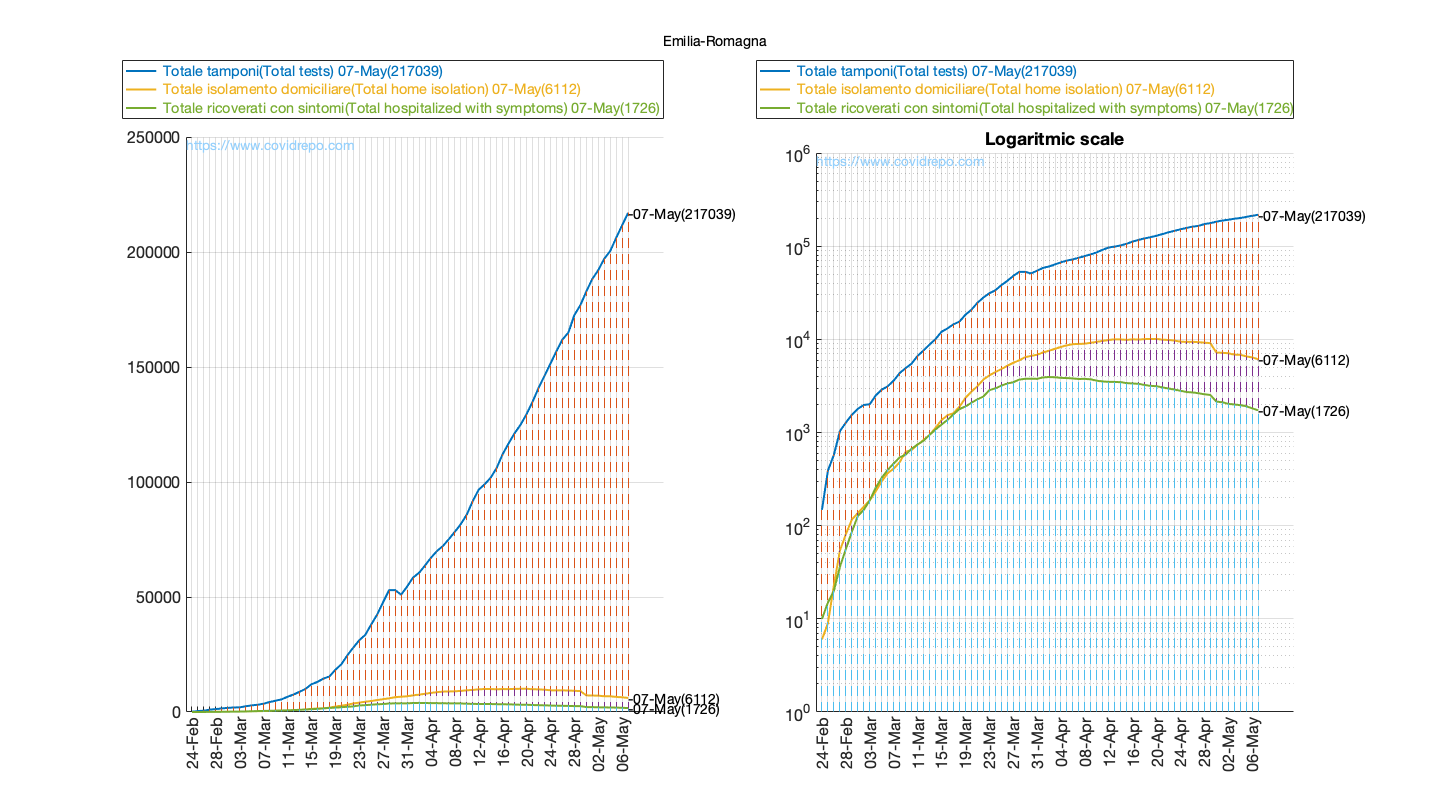 Emilia-Romagna
Totale tamponi(Total tests) 07-May(217039)
Totale isolamento domiciliare(Total home isolation) 07-May(6112)
Totale ricoverati con sintomi(Total hospitalized with symptoms) 07-May(1726)
250000
https://www.covidrepo.com
200000
150000
100000
50000
0
07-May(217039)
07-May(6112)
07-May(1726)
24-Feb
28-Feb
03-Mar
07-Mar
11-Mar
15-Mar
19-Mar
23-Mar
27-Mar
31-Mar
04-Apr
08-Apr
12-Apr
16-Apr
20-Apr
24-Apr
28-Apr
02-May
06-May
Totale tamponi(Total tests) 07-May(217039)
Totale isolamento domiciliare(Total home isolation) 07-May(6112)
Totale ricoverati con sintomi(Total hospitalized with symptoms) 07-May(1726)
Logaritmic scale
10^6
https://www.covidrepo.com
10^5
10^4
10^3
10^2
10^1
10^0
07-May(217039)
07-May(6112)
07-May(1726)
24-Feb
28-Feb
03-Mar
07-Mar
11-Mar
15-Mar
19-Mar
23-Mar
27-Mar
31-Mar
04-Apr
08-Apr
12-Apr
16-Apr
20-Apr
24-Apr
28-Apr
02-May
06-May